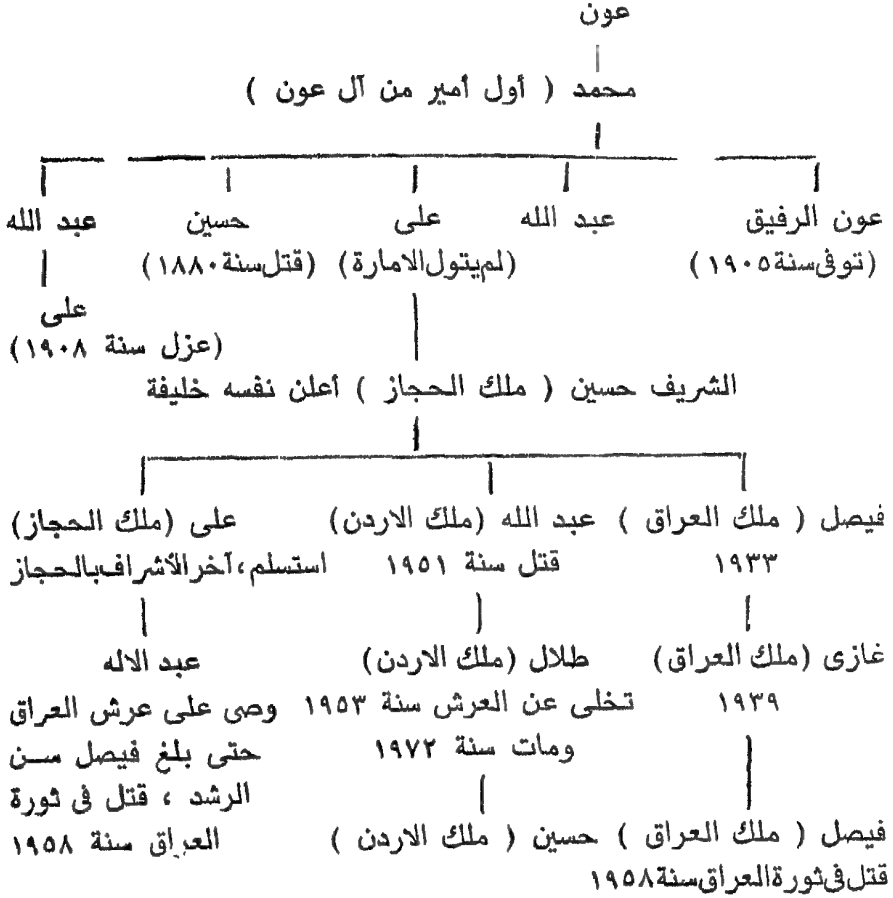 عون
محمد ( أول أمير من آل عون )
عون الرفيق عبد الله على حسين عبد الله
(توفى سنة ١٩٠٥) (لم يتول الامارة) (قتل سنة ١٨٨٠)
على
(عزل سنة ١٩٠٨)
الشريف حسين ( ملك الحجاز ) أعلن نفسه خليفة
فيصل ( ملك العراق ) عبد الله (ملك الاردن) على (ملك الحجاز)
١٩٣٣ قتل سنة ١٩٥١ استسلم ، آخر الأشراف بالحجاز
غازى (ملك العراق) طلال (ملك الاردن) عبد الاله
١٩٣٩ تخلى عن العرش سنة ١٩٥٣ وصى على عرش العراق
ومات سنة ١٩٧٢ حتى بلغ فيصل سن
الرشد ، قتل فى ثورة
فيصل ( ملك العراق ) حسين ( ملك الاردن ) العراق سنة ١٩٥٨
قتل فى ثورة العراق سنة ١٩٥٨